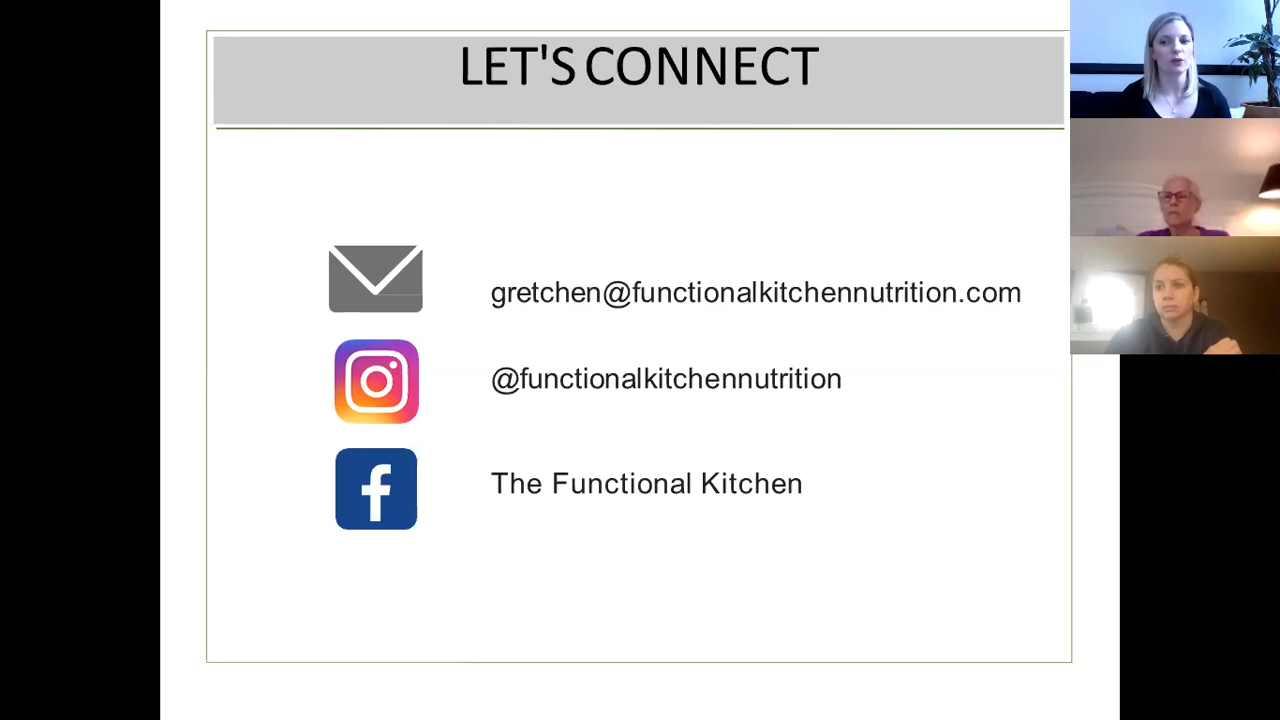 LET'S CONNECT
gretchen@functionalkitchennutrition.com
@functionalkitchennutrition
The Functional Kitchen